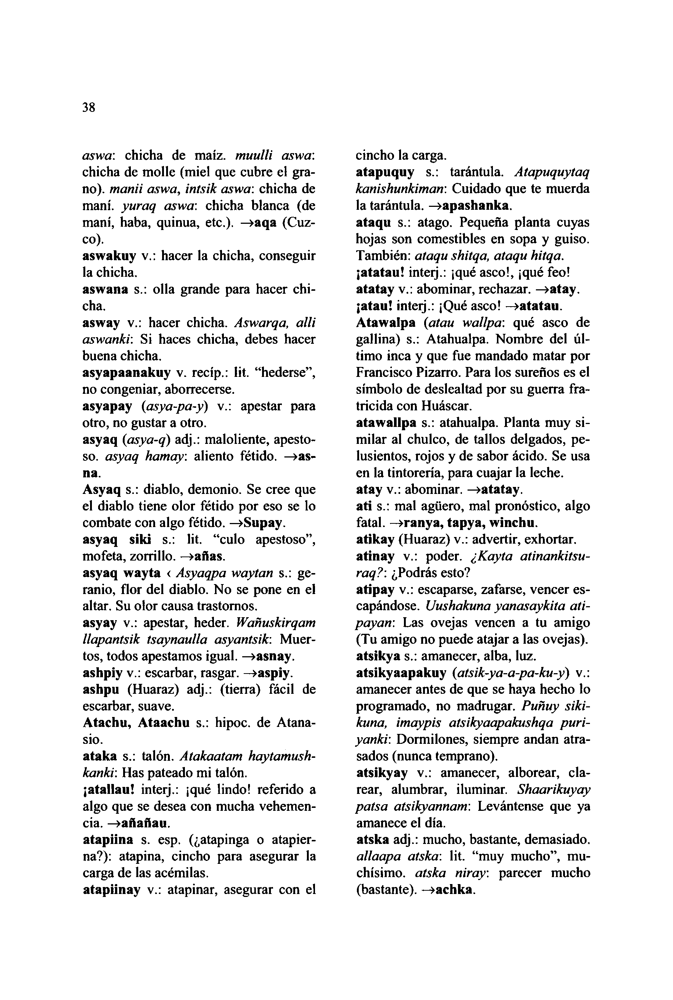 38
aswa: chicha de maíz. muulli aswa:
chicha de molle (miel que cubre el gra-
no). manii aswa, intsik aswa: chicha de
maní. yuraq aswa: chicha blanca (de
maní, haba, quinua, etc.). →aqa (Cuz-
co).
aswakuy v.: hacer la chicha, conseguir
la chicha.
aswana s.: olla grande para hacer chi-
cha.
asway v.: hacer chicha. Aswarqa, alli
aswanki: Si haces chicha, debes hacer
buena chicha.
asyapaanakuy v. recíp.: lit. “hederse”,
no congeniar, aborrecerse.
asyapay (asya-pa-y) v.: apestar para
otro, no gustar a otro.
asyaq (asya-q) adj.: maloliente, apesto-
so. asyaq hamay: aliento fétido. →as-
na.
Asyaq s.: diablo, demonio. Se cree que
el diablo tiene olor fétido por eso se lo
combate con algo fétido. →Supay.
asyaq siki s.: lit. “culo apestoso”,
mofeta, zorrillo. →añas.
asyaq wayta ‹ Asyaqpa waytan s.: ge-
ranio, flor del diablo. No se pone en el
altar. Su olor causa trastornos.
asyay v.: apestar, heder. Wañuskirqam
llapantsik tsaynaulla asyantsik: Muer-
tos, todos apestamos igual. →asnay.
ashpiy v.: escarbar, rasgar. →aspiy.
ashpu (Huaraz) adj.: (tierra) fácil de
escarbar, suave.
Atachu, Ataachu s.: hipoc. de Atana-
sio.
ataka s.: talón. Atakaatam haytamush-
kanki: Has pateado mi talón.
¡atallau! interj.: ¡qué lindo! referido a
algo que se desea con mucha vehemen-
cia. →añañau.
atapiina s. esp. (¿atapinga o atapier-
na?): atapina, cincho para asegurar la
carga de las acémilas.
atapiinay v.: atapinar, asegurar con el
cincho la carga.
atapuquy s.: tarántula. Atapuquytaq
kanishunkiman: Cuidado que te muerda
la tarántula. →apashanka.
ataqu s.: atago. Pequeña planta cuyas
hojas son comestibles en sopa y guiso.
También: ataqu shitqa, ataqu hitqa.
¡atatau! interj.: ¡qué asco!, ¡qué feo!
atatay v.: abominar, rechazar. →atay.
¡atau! interj.: ¡Qué asco! →atatau.
Atawalpa (atau wallpa: qué asco de
gallina) s.: Atahualpa. Nombre del úl-
timo inca y que fue mandado matar por
Francisco Pizarro. Para los sureños es el
símbolo de deslealtad por su guerra fra-
tricida con Huáscar.
atawallpa s.: atahualpa. Planta muy si-
milar al chulco, de tallos delgados, pe-
lusientos, rojos y de sabor ácido. Se usa
en la tintorería, para cuajar la leche.
atay v.: abominar. →atatay.
ati s.: mal agüero, mal pronóstico, algo
fatal. →ranya, tapya, winchu.
atikay (Huaraz) v.: advertir, exhortar.
atinay v.: poder. ¿Kayta atinankitsu-
raq?: ¿Podrás esto?
atipay v.: escaparse, zafarse, vencer es-
capándose. Uushakuna yanasaykita ati-
payan: Las ovejas vencen a tu amigo
(Tu amigo no puede atajar a las ovejas).
atsikya s.: amanecer, alba, luz.
atsikyaapakuy (atsik-ya-a-pa-ku-y) v.:
amanecer antes de que se haya hecho lo
programado, no madrugar. Puñuy siki-
kuna, imaypis atsikyaapakushqa puri-
yanki: Dormilones, siempre andan atra-
sados (nunca temprano).
atsikyay v.: amanecer, alborear, cla-
rear, alumbrar, iluminar. Shaarikuyay
patsa atsikyannam: Levántense que ya
amanece el día.
atska adj.: mucho, bastante, demasiado.
allaapa atska: lit. “muy mucho”, mu-
chísimo. atska niray: parecer mucho
(bastante). →achka.